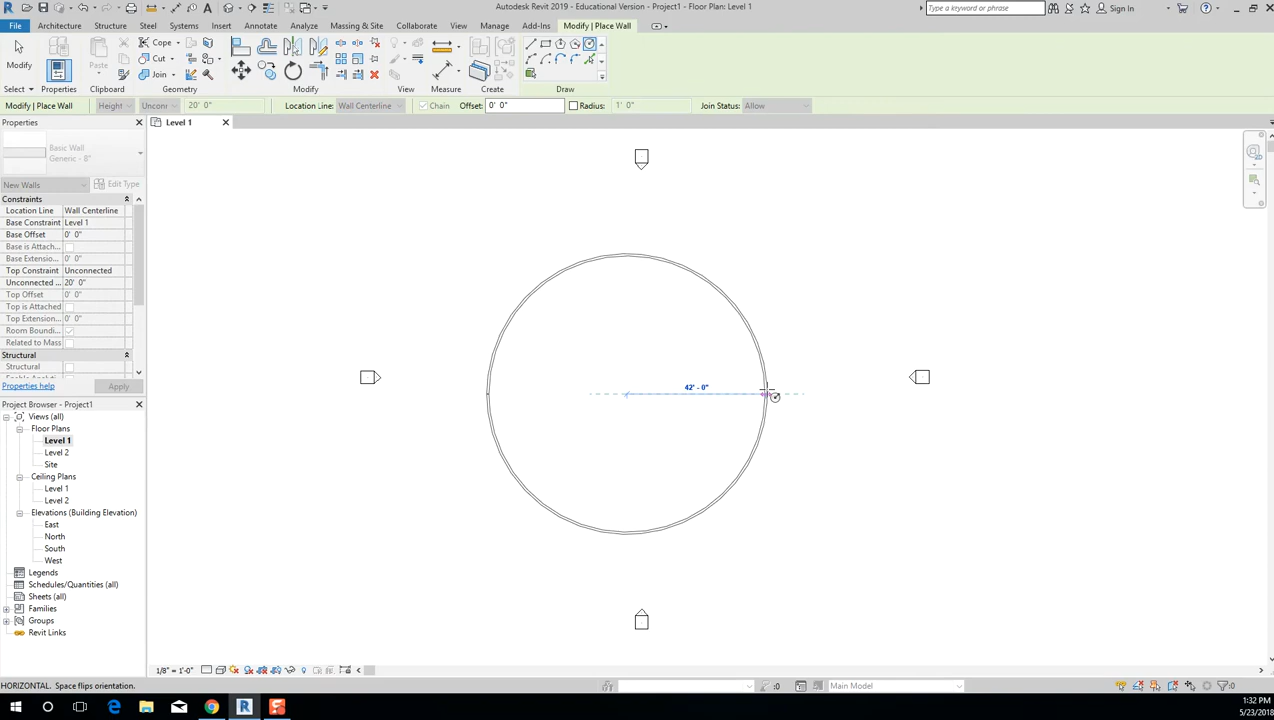 Autodesk Revit 2019 - Educational Version - Project1 - Floor Plan: Level 1
Type a keyword or phrase
Sign In
File Architecture Structure Steel Systems Insert Annotate Analyze Massing & Site Collaborate View Manage Add-Ins Modify | Place Wall
Modify
Paste
Cope
Cut
Join
Select Properties Clipboard Geometry Modify View Measure Create Draw
Modify | Place Wall Height Unconr 20' 0" Location Line: Wall Centerline Chain Offset: 0' 0" Radius: 1' 0" Join Status: Allow
Properties
Level 1
Basic Wall
Generic - 8"
New Walls Edit Type
Constraints
Location Line Wall Centerline
Base Constraint Level 1
Base Offset 0' 0"
Base is Attach...
Base Extensio... 0' 0"
Top Constraint Unconnected
Unconnected ... 20' 0"
Top Offset 0' 0"
Top is Attached
Top Extension... 0' 0"
Room Boundi...
Related to Mass
Structural
Structural
Properties help Apply
42' - 0"
Project Browser - Project1
Views (all)
Floor Plans
Level 1
Level 2
Site
Ceiling Plans
Level 1
Level 2
Elevations (Building Elevation)
East
North
South
West
Legends
Schedules/Quantities (all)
Sheets (all)
Families
Groups
Revit Links
1/8" = 1'-0"
HORIZONTAL. Space flips orientation.
:0
Main Model
:0
1:32 PM
5/23/2018